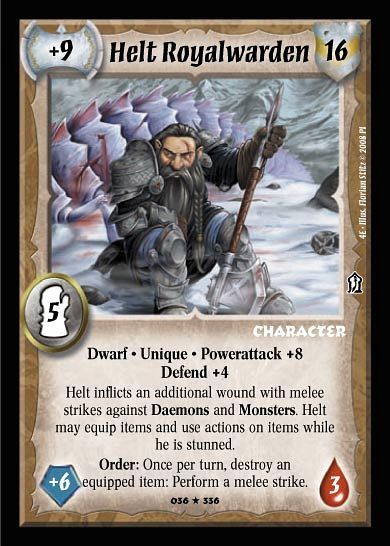 +9 Helt Royalwarden 16
4E • Illus. Florian Stitz © 2008 PI
5
CHARACTER
Dwarf • Unique • Powerattack +8
Defend +4
Helt inflicts an additional wound with melee
strikes against Daemons and Monsters. Helt
may equip items and use actions on items while
he is stunned.
Order: Once per turn, destroy an
equipped item: Perform a melee strike.
+6
3
036 ★ 336